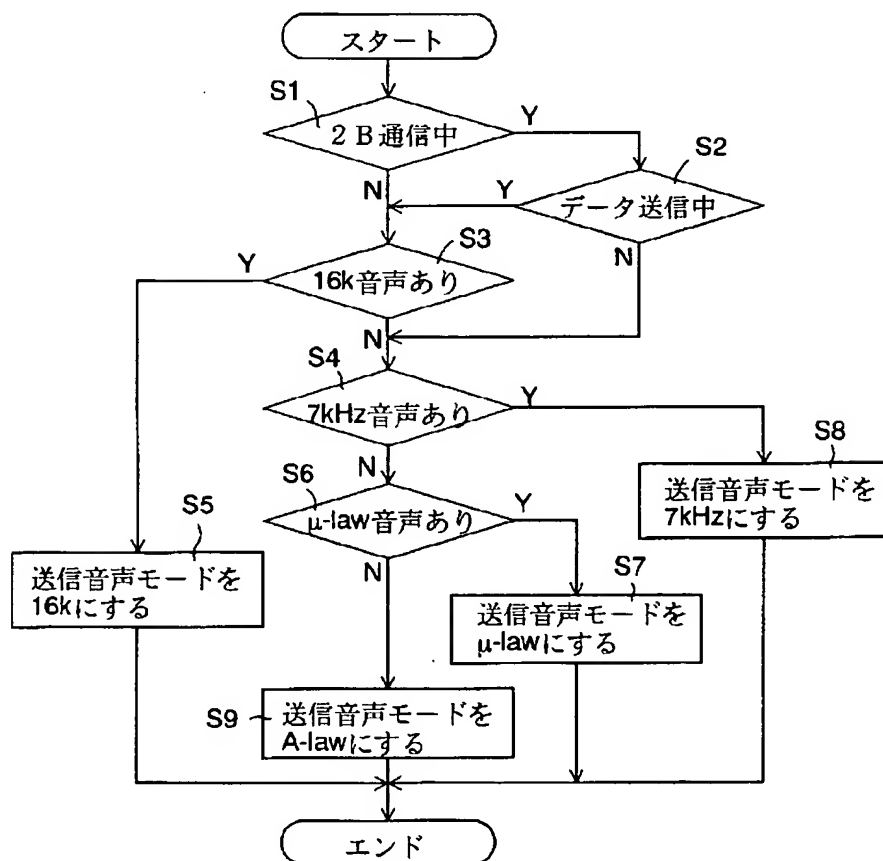 スタート
S1
2B通信中
Y
S2
N
Y
データ送信中
S3
Y
16k音声あり
N
N
S4
7kHz音声あり
Y
S8
N
S6
送信音声モードを
7kHzにする
μ-law音声あり
Y
S5
送信音声モードを
16kにする
N
S7
送信音声モードを
μ-lawにする
S9
送信音声モードを
A-lawにする
エンド